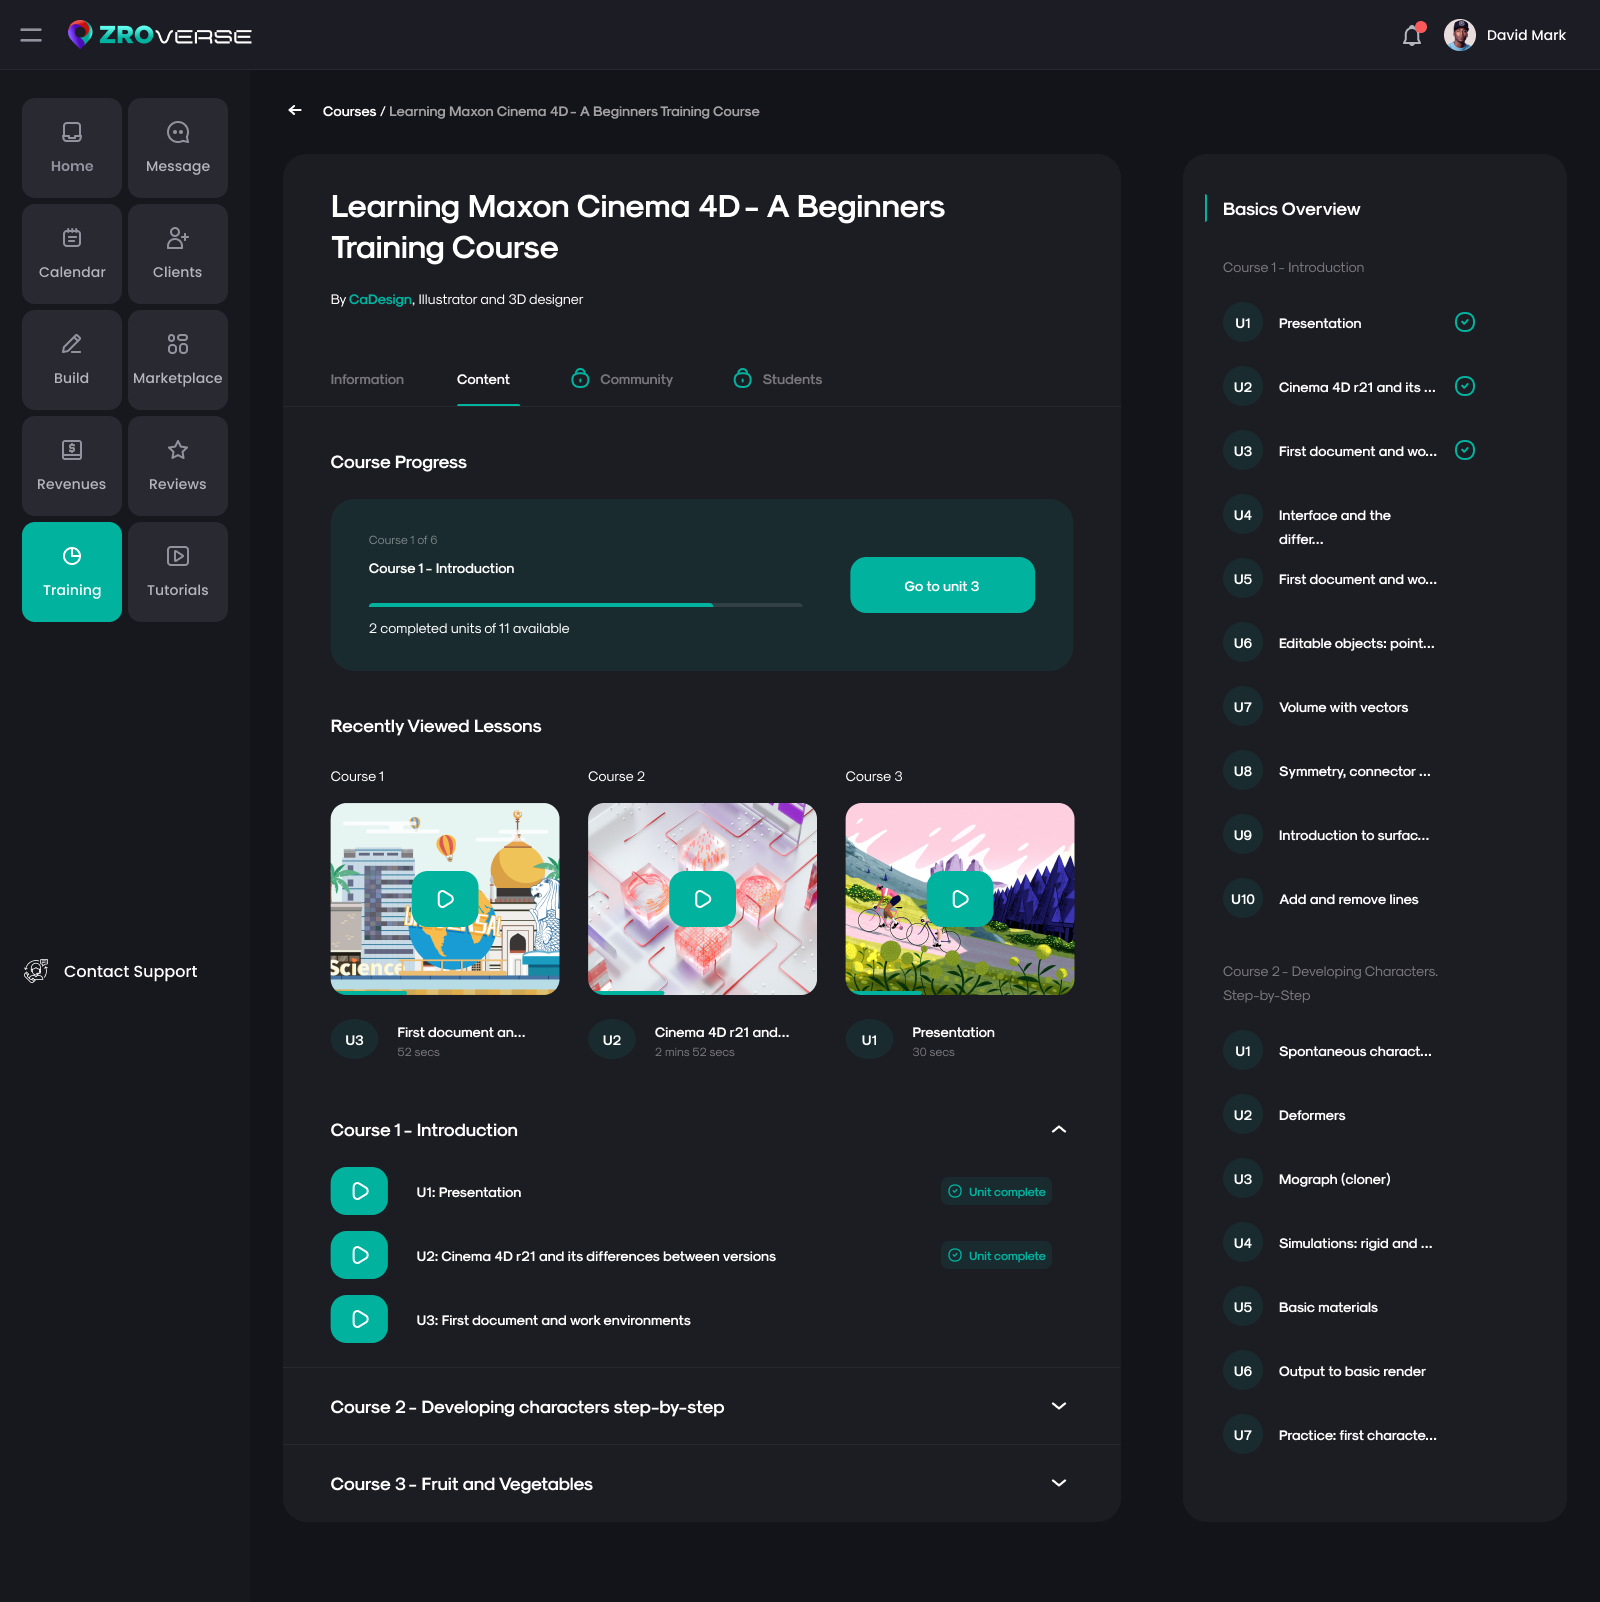 ZROVERSE
David Mark
Home
Message
Calendar
Clients
Build
Marketplace
Revenues
Reviews
Training
Tutorials
Contact Support
Courses / Learning Maxon Cinema 4D - A Beginners Training Course
Learning Maxon Cinema 4D - A Beginners
Training Course
By CaDesign, Illustrator and 3D designer
Information
Content
Community
Students
Course Progress
Course 1 of 6
Course 1 - Introduction
2 completed units of 11 available
Go to unit 3
Recently Viewed Lessons
Course 1
Course 2
Course 3
Science
U3
First document an...
52 secs
U2
Cinema 4D r21 and...
2 mins 52 secs
U1
Presentation
30 secs
Course 1 - Introduction
U1: Presentation
Unit complete
U2: Cinema 4D r21 and its differences between versions
Unit complete
U3: First document and work environments
Course 2 - Developing characters step-by-step
Course 3 - Fruit and Vegetables
Basics Overview
Course 1 - Introduction
U1
Presentation
U2
Cinema 4D r21 and its ...
U3
First document and wo...
U4
Interface and the
differ...
U5
First document and wo...
U6
Editable objects: point...
U7
Volume with vectors
U8
Symmetry, connector ...
U9
Introduction to surfac...
U10
Add and remove lines
Course 2 - Developing Characters.
Step-by-Step
U1
Spontaneous charact...
U2
Deformers
U3
Mograph (cloner)
U4
Simulations: rigid and ...
U5
Basic materials
U6
Output to basic render
U7
Practice: first characte...